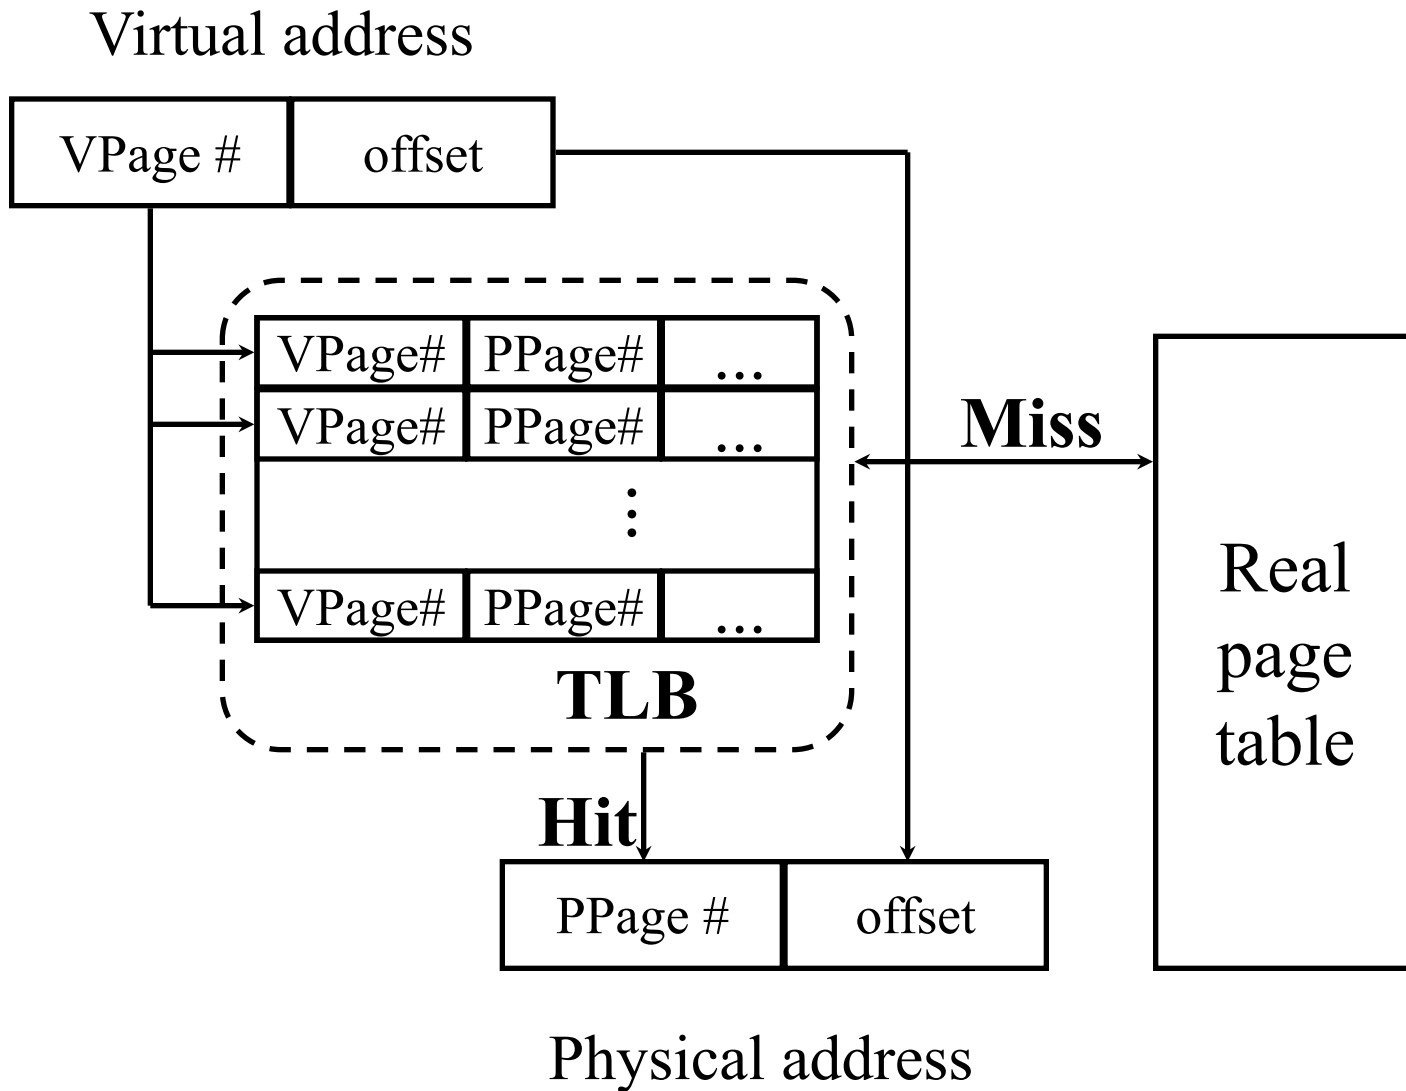 Virtual address
VPage # offset
VPage# PPage# ...
VPage# PPage# ...
Miss
⋮
VPage# PPage# ...
Real
page
table
TLB
Hit
PPage # offset
Physical address